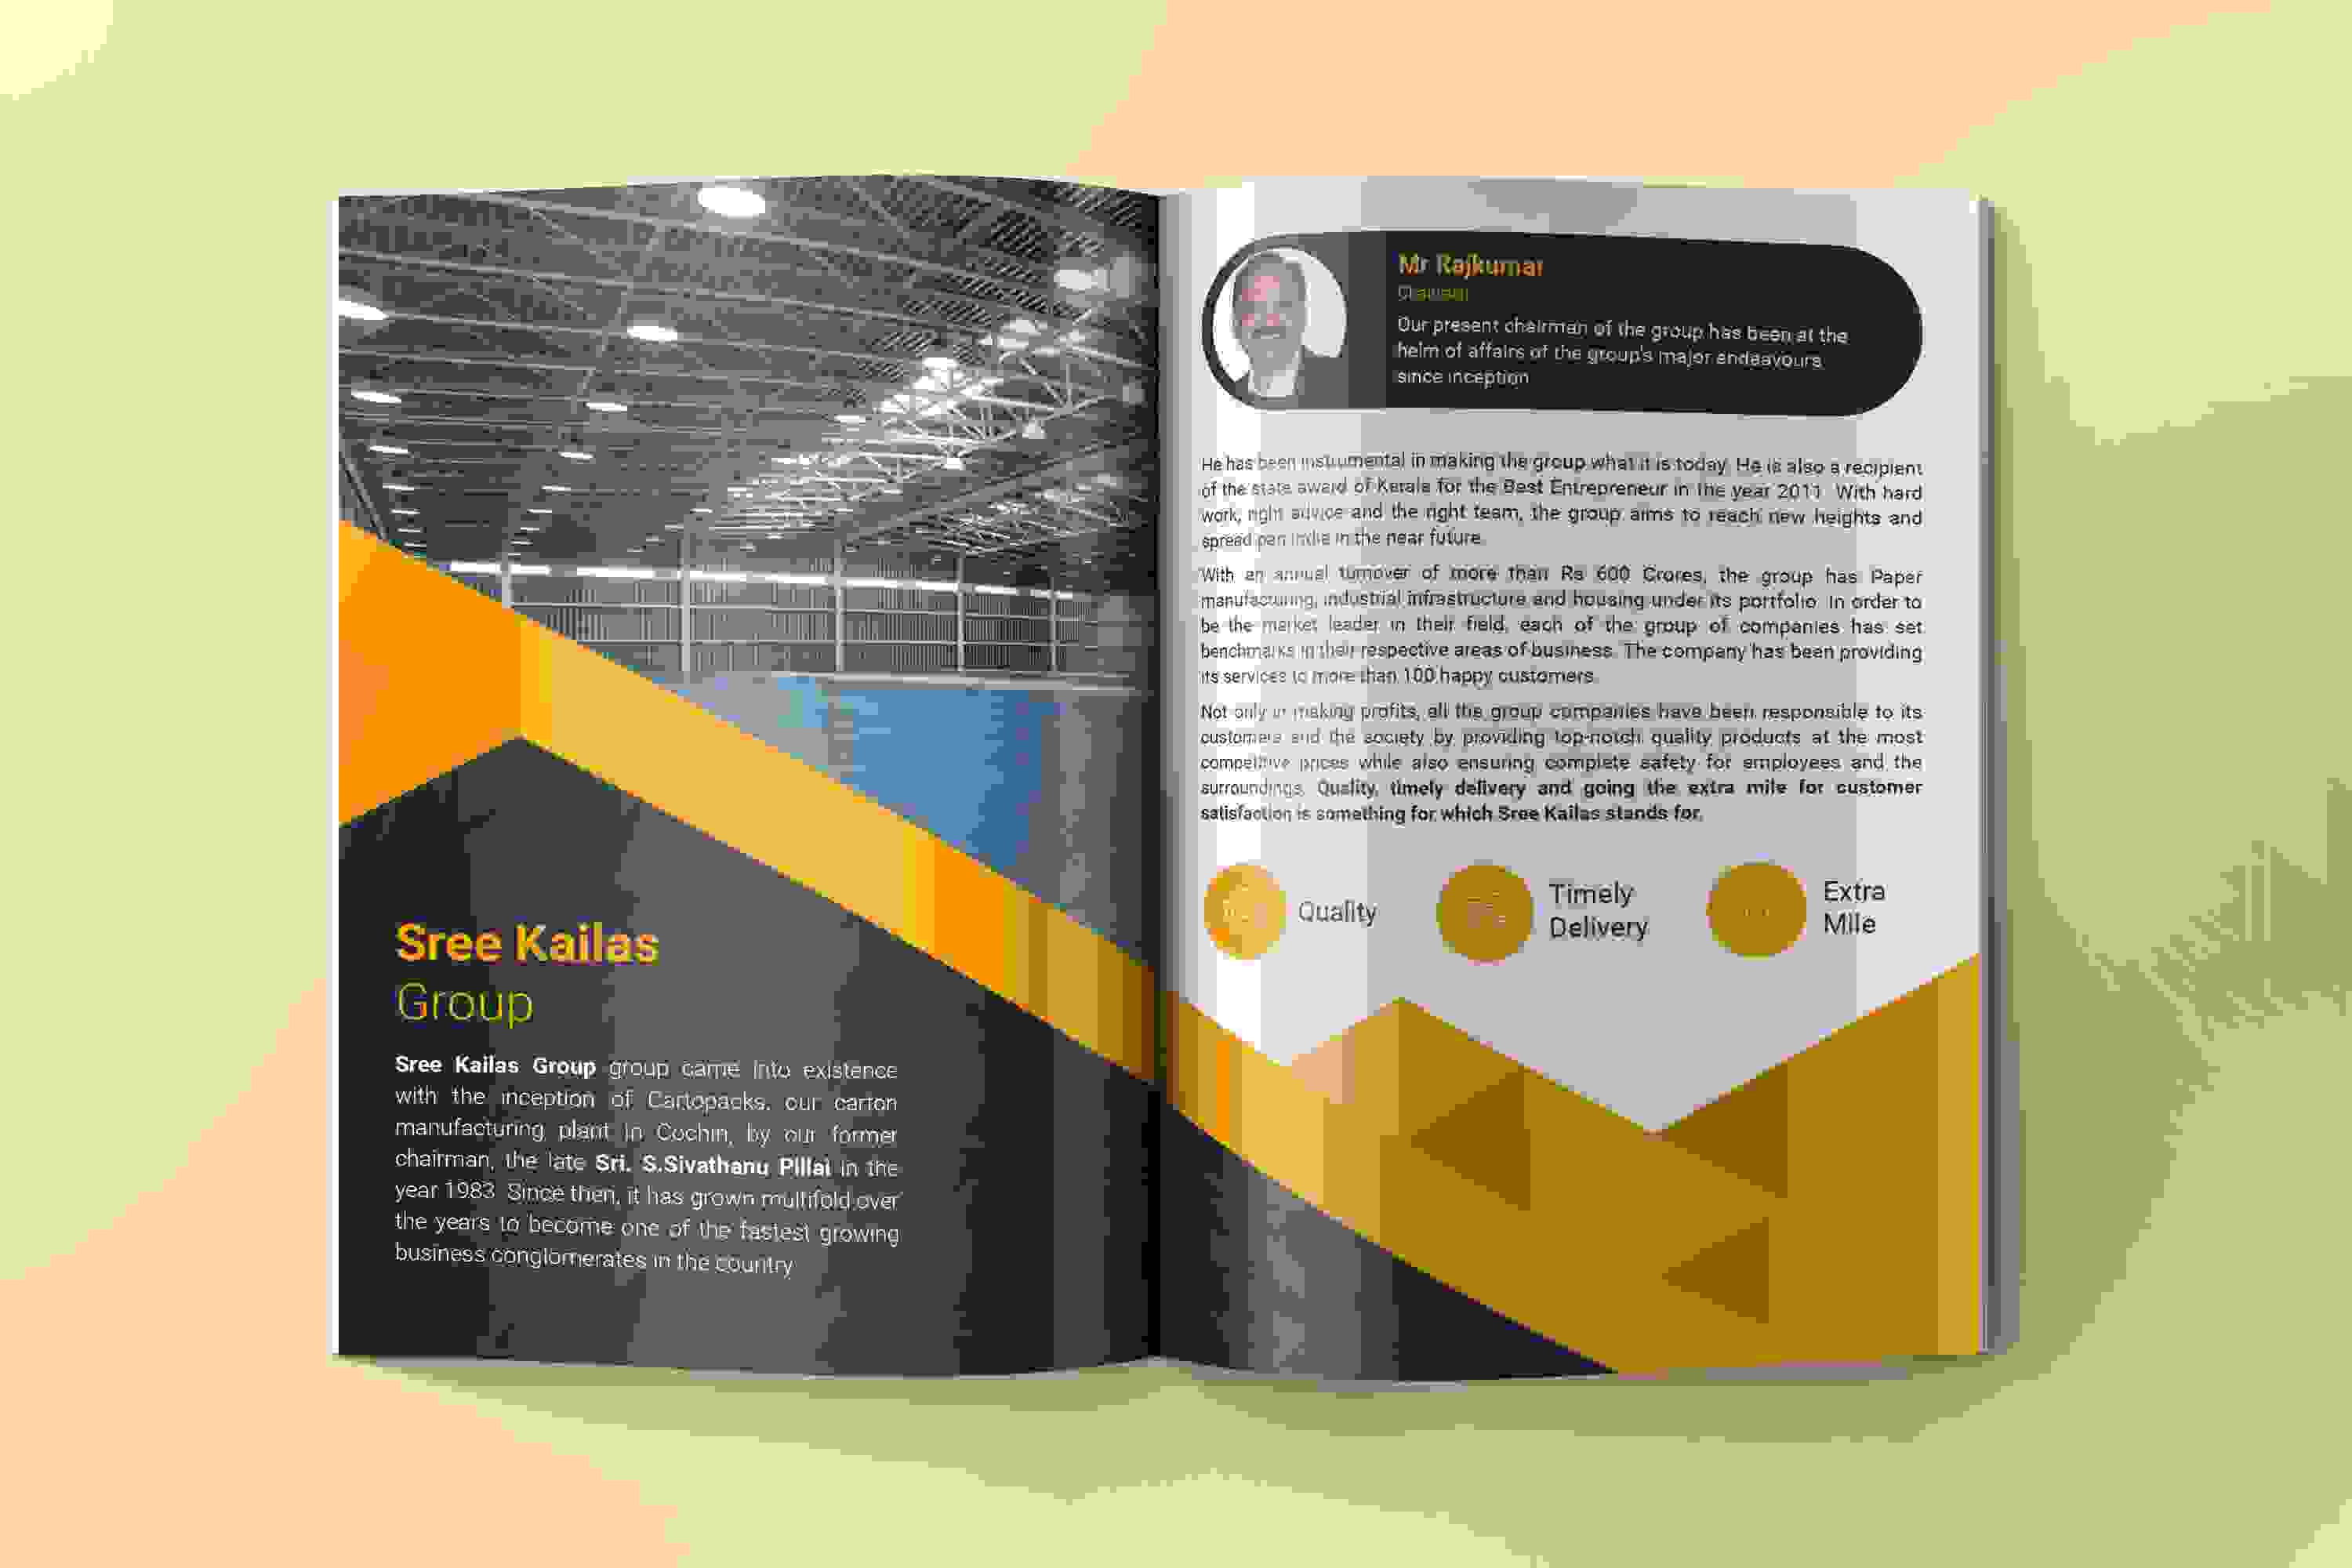 Sree Kailas
Group
Sree Kailas Group group came into existence
with the inception of Cartopacks, our carton
manufacturing plant in Cochin, by our former
chairman, the late Sri. S.Sivathanu Pillai in the
year 1983. Since then, it has grown multifold over
the years to become one of the fastest growing
business conglomerates in the country
Mr Rajkumar
Chairman
Our present chairman of the group has been at the
helm of affairs of the group's major endeavours
since inception
He has been instrumental in making the group what it is today. He is also a recipient
of the state award of Kerala for the Best Entrepreneur in the year 2011. With hard
work, right advice and the right team, the group aims to reach new heights and
spread pan India in the near future.
With an annual turnover of more than Rs 600 Crores, the group has Paper
manufacturing, industrial infrastructure and housing under its portfolio. In order to
be the market leader in their field, each of the group of companies has set
benchmarks in their respective areas of business. The company has been providing
its services to more than 100 happy customers.
Not only in making profits, all the group companies have been responsible to its
customers and the society by providing top-notch quality products at the most
competitive prices while also ensuring complete safety for employees and the
surroundings. Quality, timely delivery and going the extra mile for customer
satisfaction is something for which Sree Kailas stands for.
Quality
Timely
Delivery
Extra
Mile